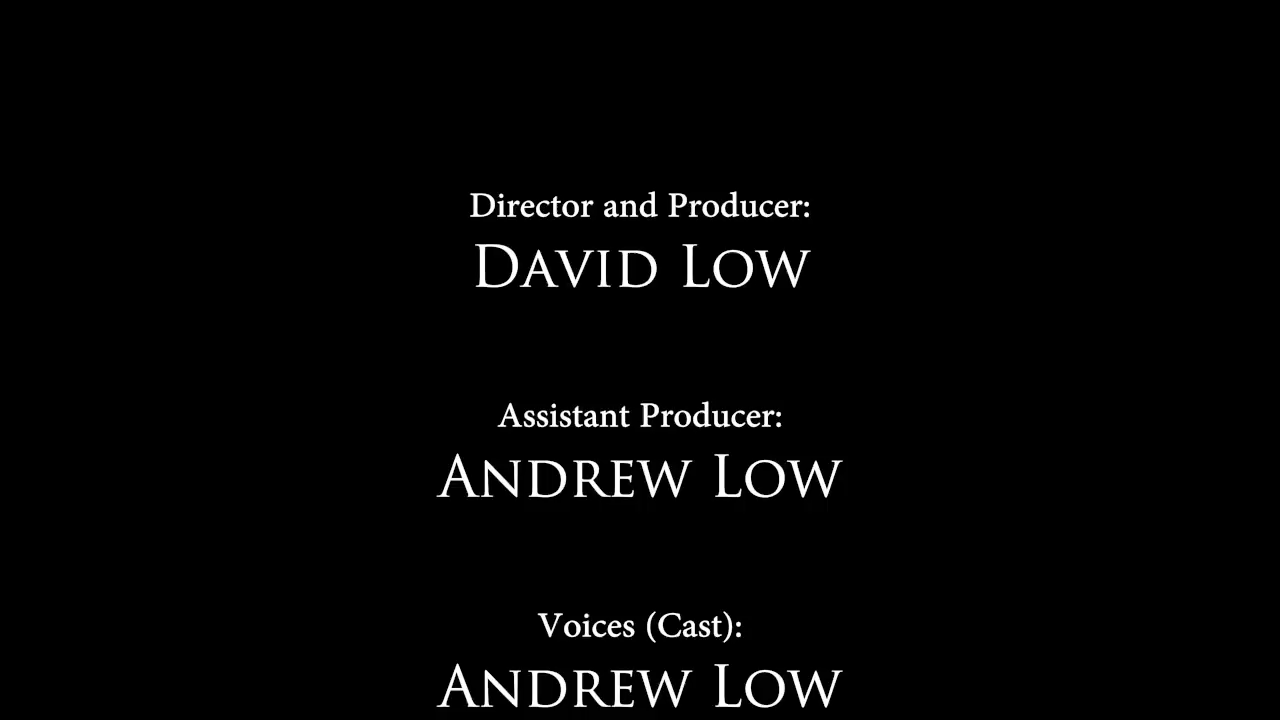 Director and Producer:
David Low
Assistant Producer:
Andrew Low
Voices (Cast):
Andrew Low